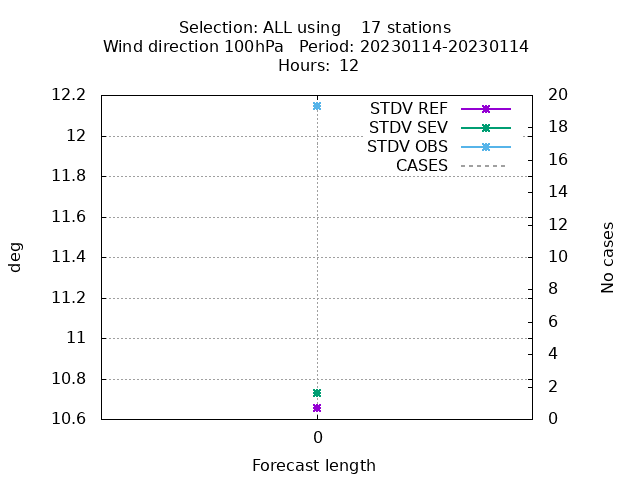 Selection: ALL using    17 stations
Wind direction 100hPa   Period: 20230114-20230114
Hours: 12
12.2
12
11.8
11.6
11.4
11.2
11
10.8
10.6
20
18
16
14
12
10
8
6
4
2
0
STDV REF
STDV SEV
STDV OBS
CASES
deg
No cases
0
Forecast length